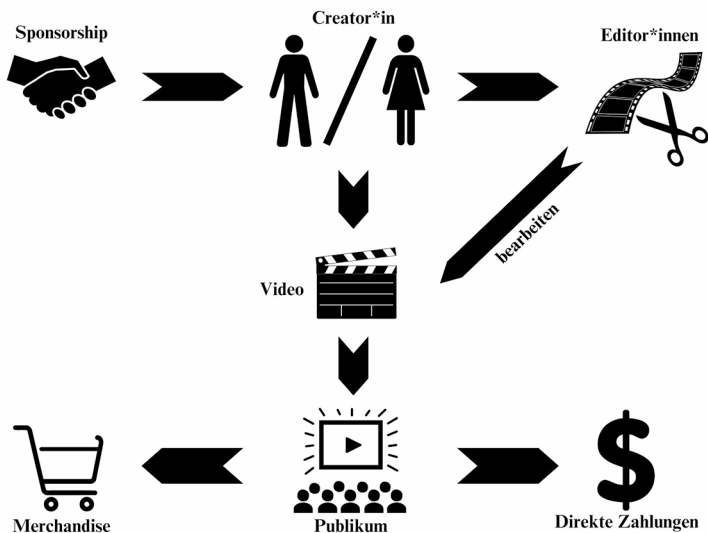 Sponsorship
Creator*in
Editor*innen
bearbeiten
Video
Merchandise
Publikum
Direkte Zahlungen